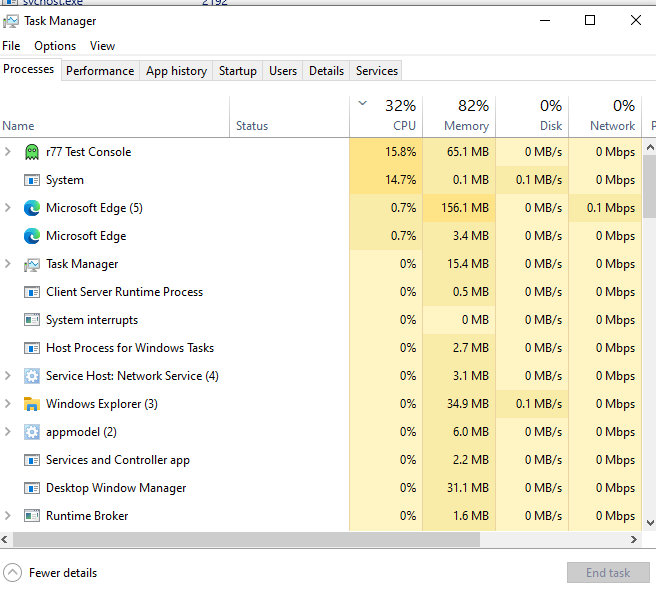 svchost.exe 2192
Task Manager
File Options View
Processes Performance App history Startup Users Details Services
32% 82% 0% 0%
Name Status CPU Memory Disk Network P
r77 Test Console 15.8% 65.1 MB 0 MB/s 0 Mbps
System 14.7% 0.1 MB 0.1 MB/s 0 Mbps
Microsoft Edge (5) 0.7% 156.1 MB 0 MB/s 0.1 Mbps
Microsoft Edge 0.7% 3.4 MB 0 MB/s 0 Mbps
Task Manager 0% 15.4 MB 0 MB/s 0 Mbps
Client Server Runtime Process 0% 0.5 MB 0 MB/s 0 Mbps
System interrupts 0% 0 MB 0 MB/s 0 Mbps
Host Process for Windows Tasks 0% 2.7 MB 0 MB/s 0 Mbps
Service Host: Network Service (4) 0% 3.1 MB 0 MB/s 0 Mbps
Windows Explorer (3) 0% 34.9 MB 0.1 MB/s 0 Mbps
appmodel (2) 0% 6.0 MB 0 MB/s 0 Mbps
Services and Controller app 0% 2.2 MB 0 MB/s 0 Mbps
Desktop Window Manager 0% 31.1 MB 0 MB/s 0 Mbps
Runtime Broker 0% 1.6 MB 0 MB/s 0 Mbps
Fewer details End task